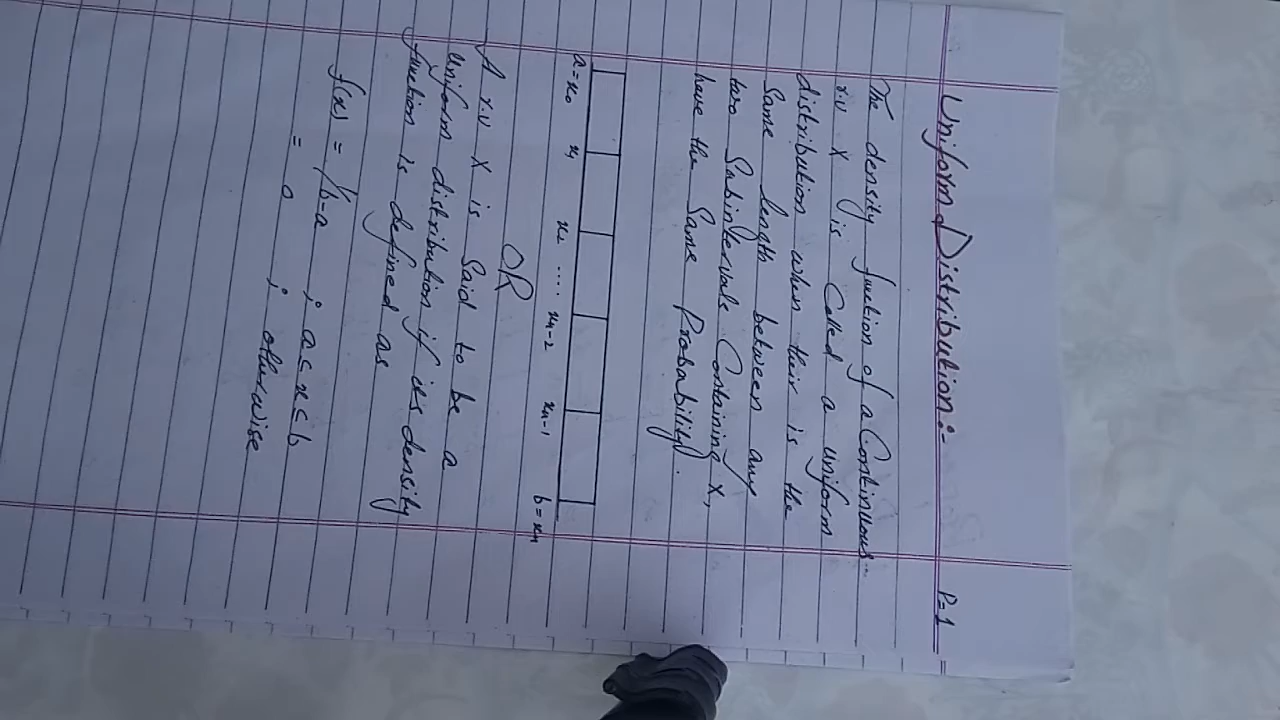 P=1
Uniform Distribution:-
The density function of a Continuous
r.v X is Called a uniform
distribution when their is the
Same length between any
two Subintervals Containing X,
have the Same Probability.
a=x0 x1 x2 .... xn-2 xn-1 b=xn
OR
A r.v X is Said to be a
Uniform distribution if its density
function is defined as
f(x) = 1/b-a ; a<x<b
= 0 ; otherwise